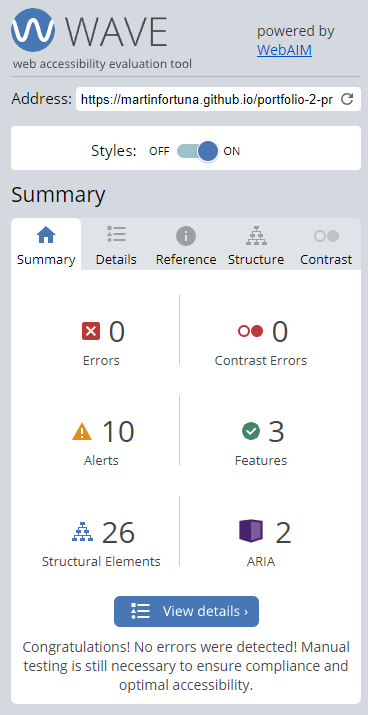 WAVE
powered by
WebAIM
web accessibility evaluation tool
Address: https://martinfortuna.github.io/portfolio-2-pr
Styles: OFF ON
Summary
Summary Details Reference Structure Contrast
0 0
Errors Contrast Errors
10 3
Alerts Features
26 2
Structural Elements ARIA
View details ›
Congratulations! No errors were detected! Manual
testing is still necessary to ensure compliance and
optimal accessibility.